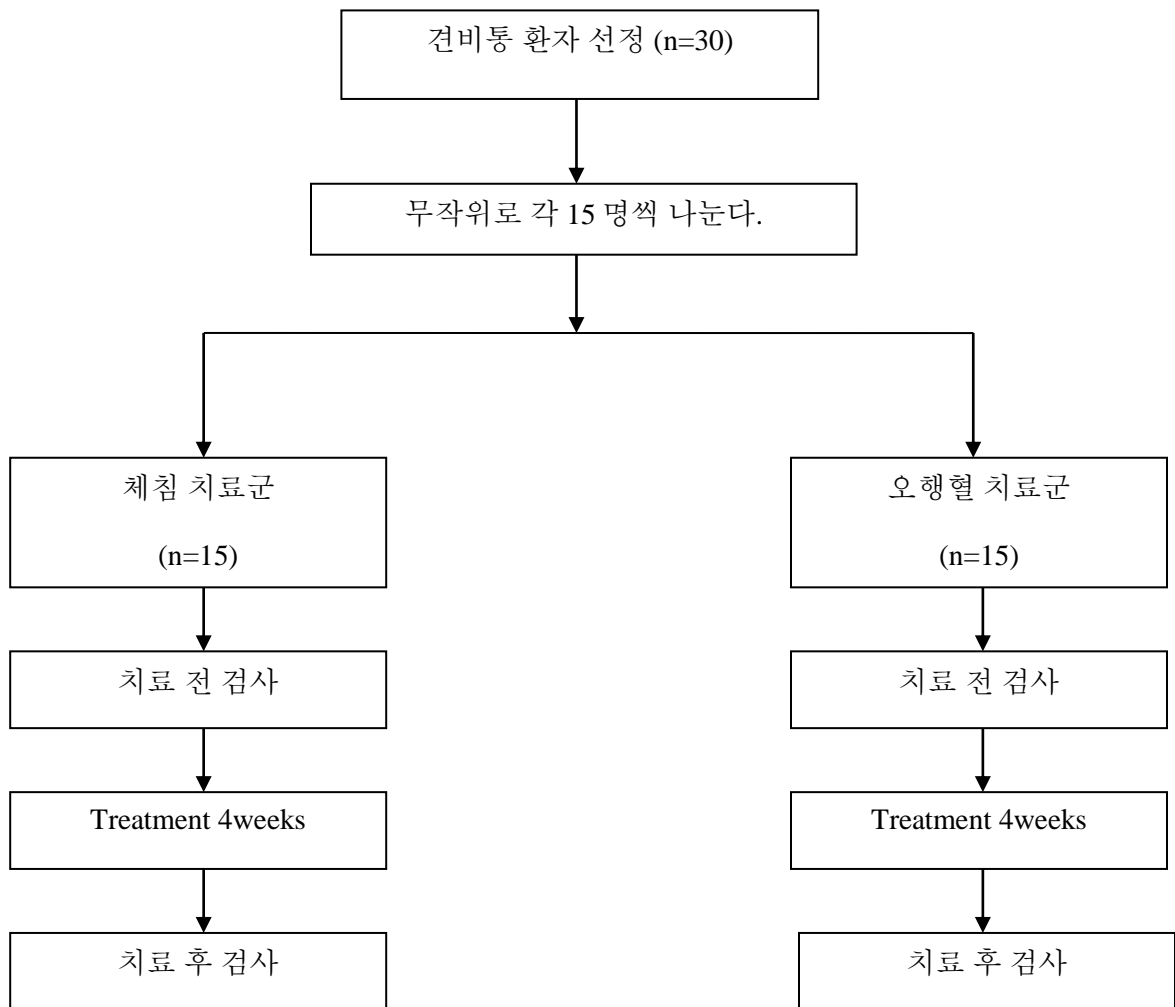 견비통 환자 선정 (n=30)
무작위로 각 15 명씩 나눈다.
체침 치료군
(n=15)
오행혈 치료군
(n=15)
치료 전 검사
치료 전 검사
Treatment 4weeks
Treatment 4weeks
치료 후 검사
치료 후 검사